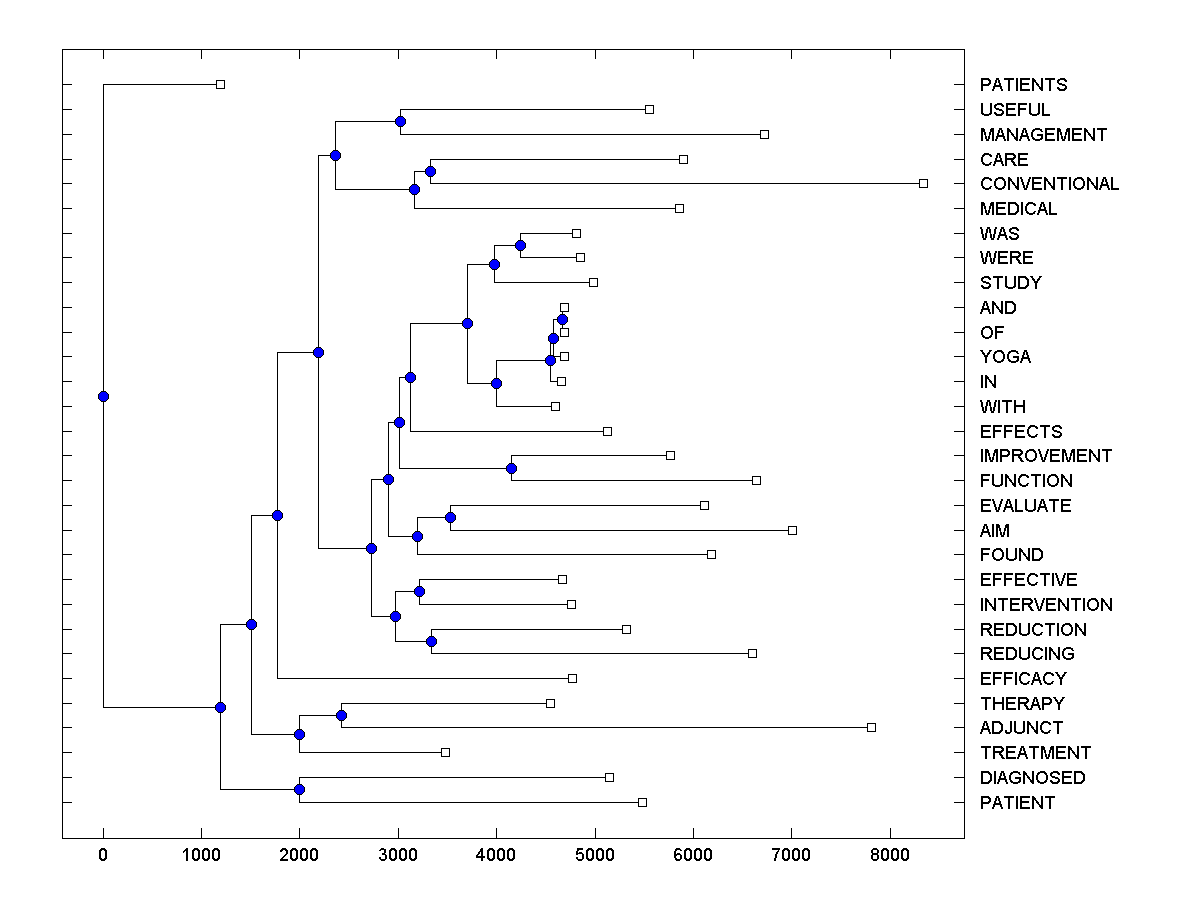 PATIENTS
USEFUL
MANAGEMENT
CARE
CONVENTIONAL
MEDICAL
WAS
WERE
STUDY
AND
OF
YOGA
IN
WITH
EFFECTS
IMPROVEMENT
FUNCTION
EVALUATE
AIM
FOUND
EFFECTIVE
INTERVENTION
REDUCTION
REDUCING
EFFICACY
THERAPY
ADJUNCT
TREATMENT
DIAGNOSED
PATIENT
0 1000 2000 3000 4000 5000 6000 7000 8000